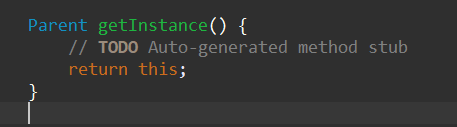 Parent getInstance() {
    // TODO Auto-generated method stub
    return this;
}